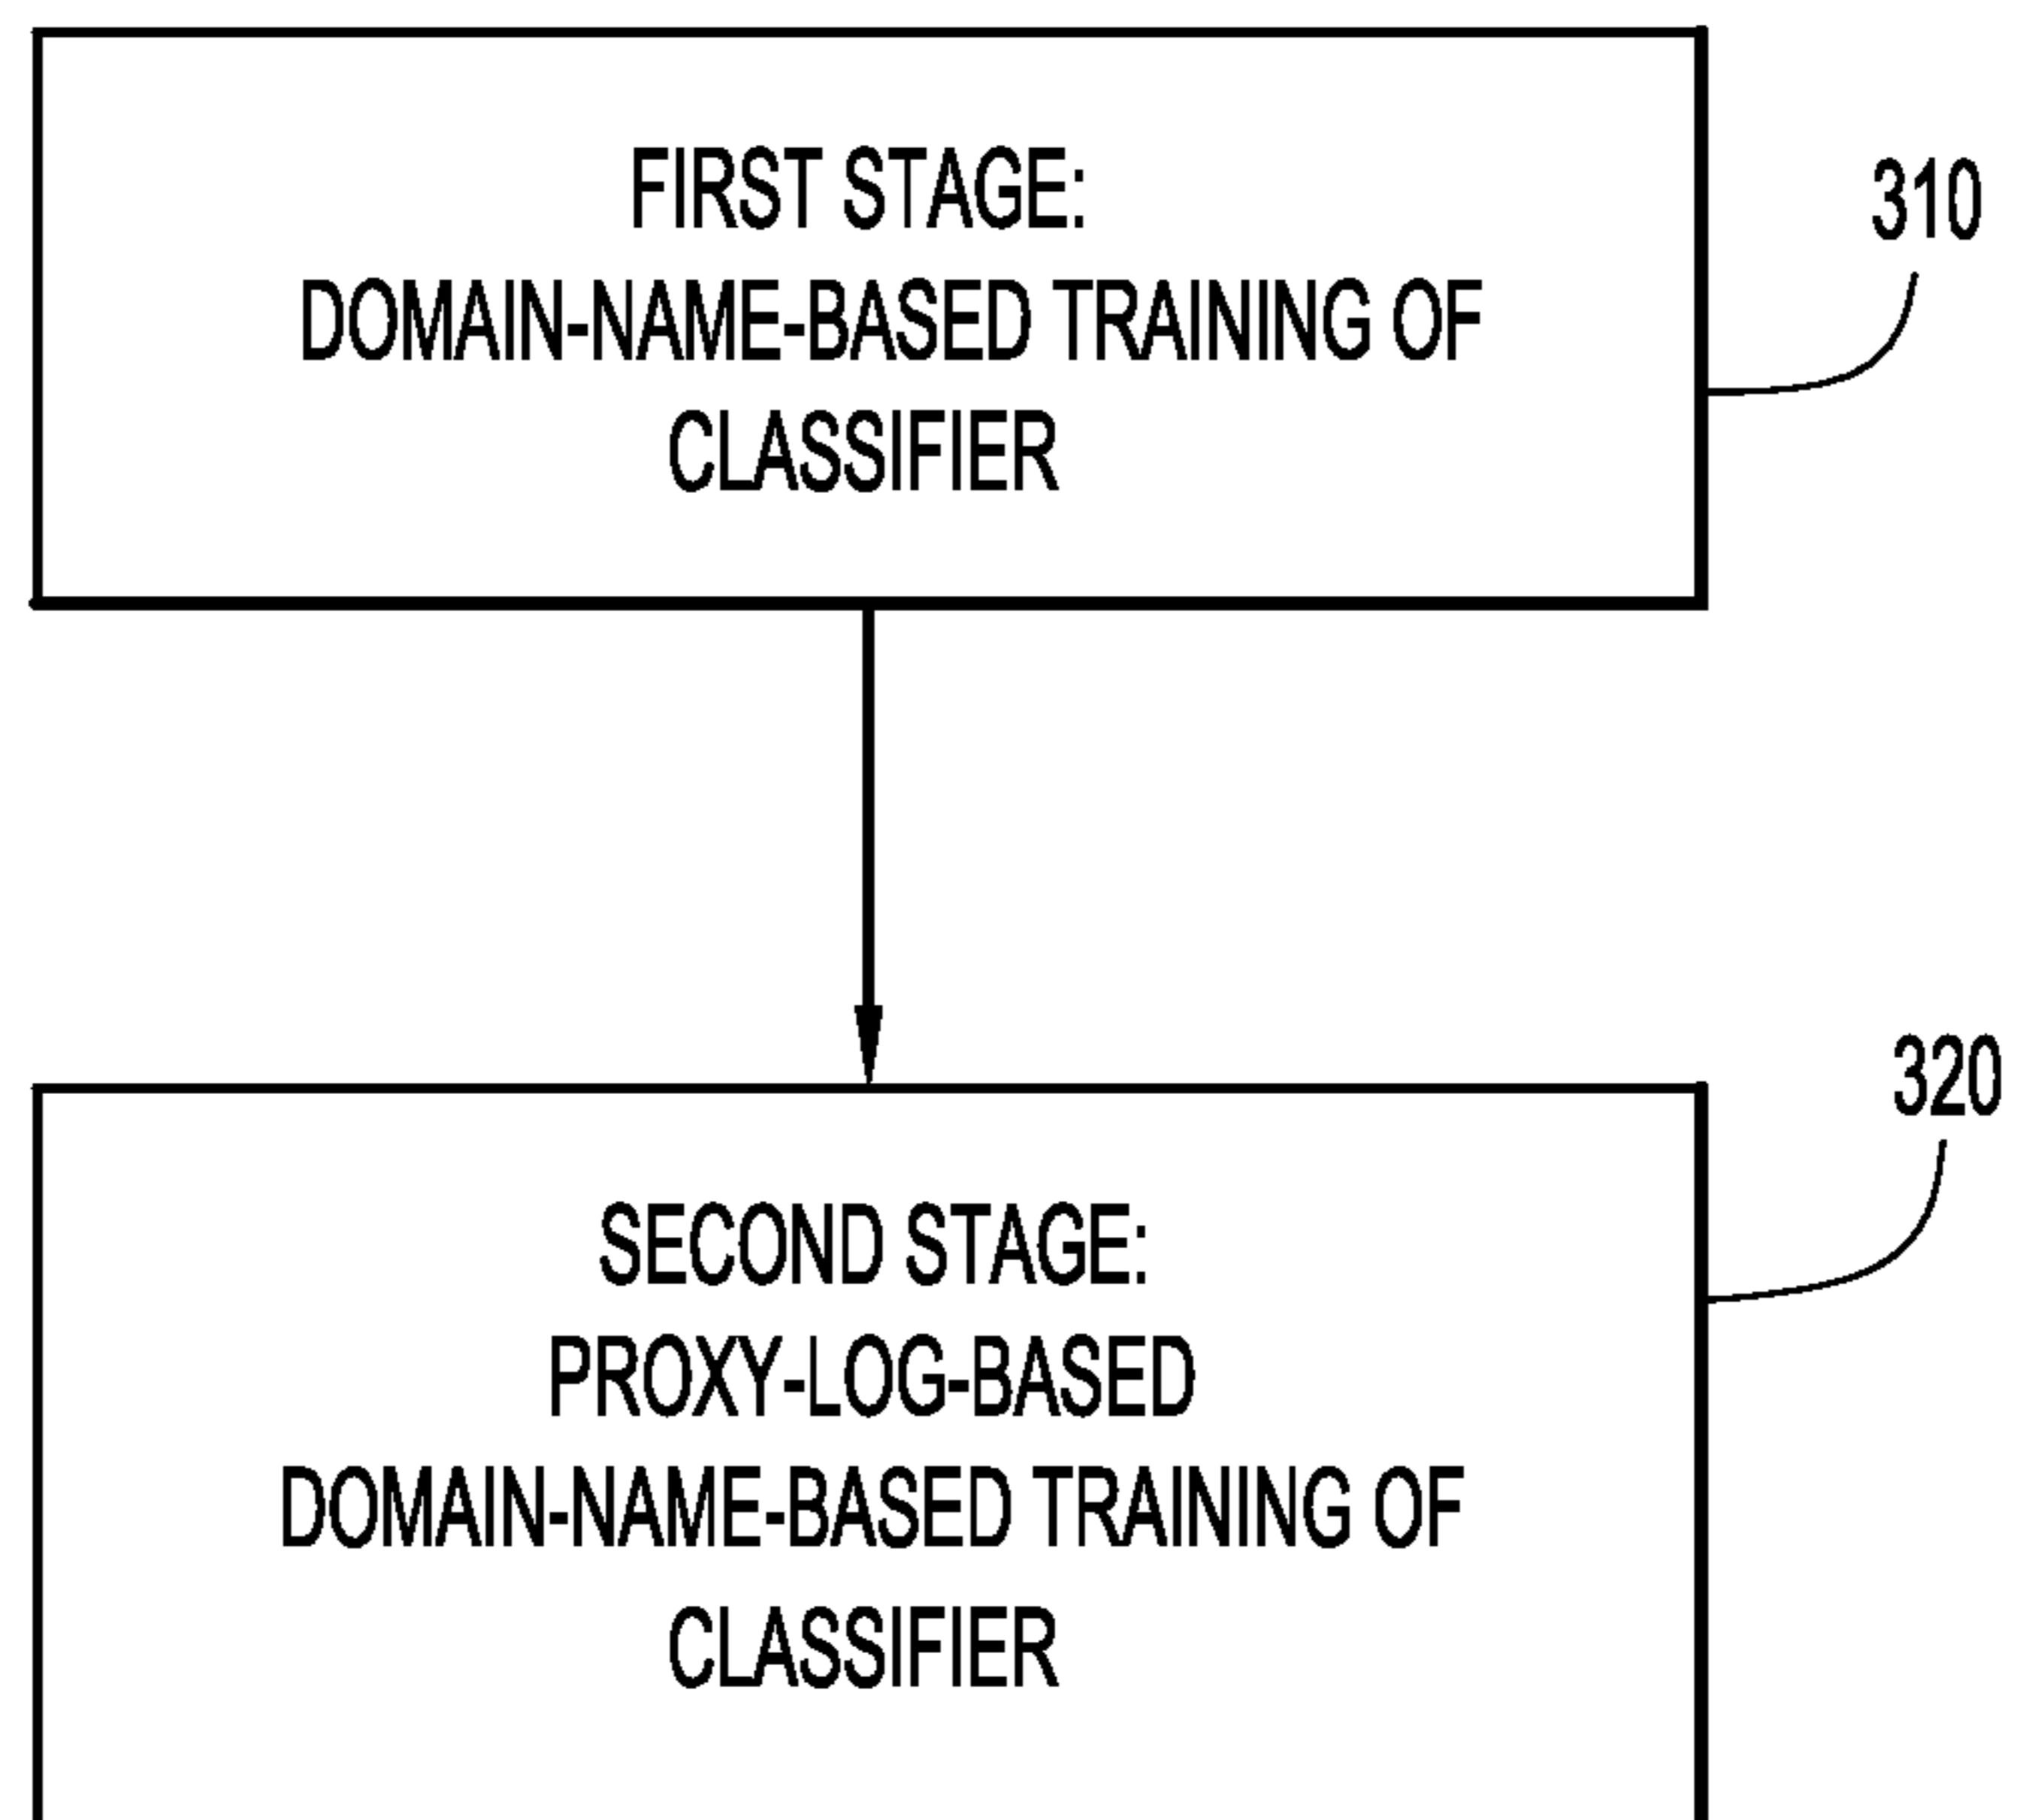 FIRST STAGE:
DOMAIN-NAME-BASED TRAINING OF
CLASSIFIER
310
320
SECOND STAGE:
PROXY-LOG-BASED
DOMAIN-NAME-BASED TRAINING OF
CLASSIFIER